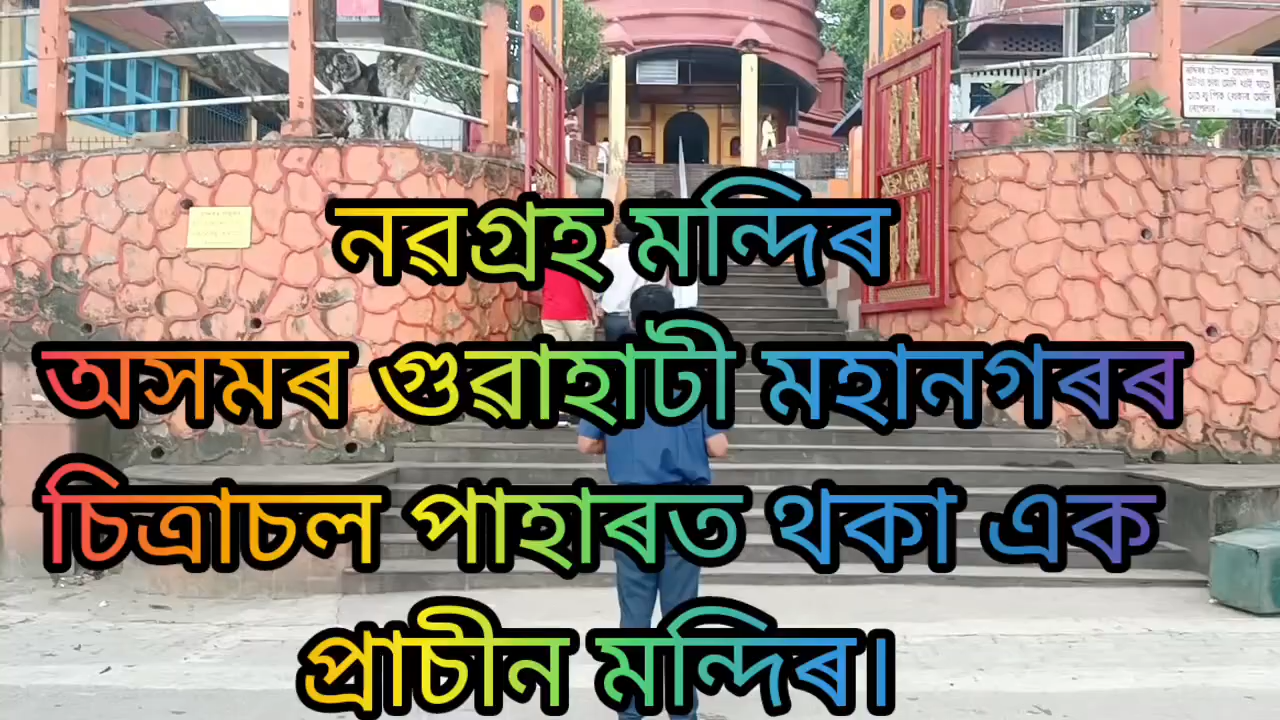 নৱগ্ৰহ মন্দিৰ
অসমৰ গুৱাহাটী মহানগৰৰ
চিত্ৰাচল পাহাৰত থকা এক
প্ৰাচীন মন্দিৰ।